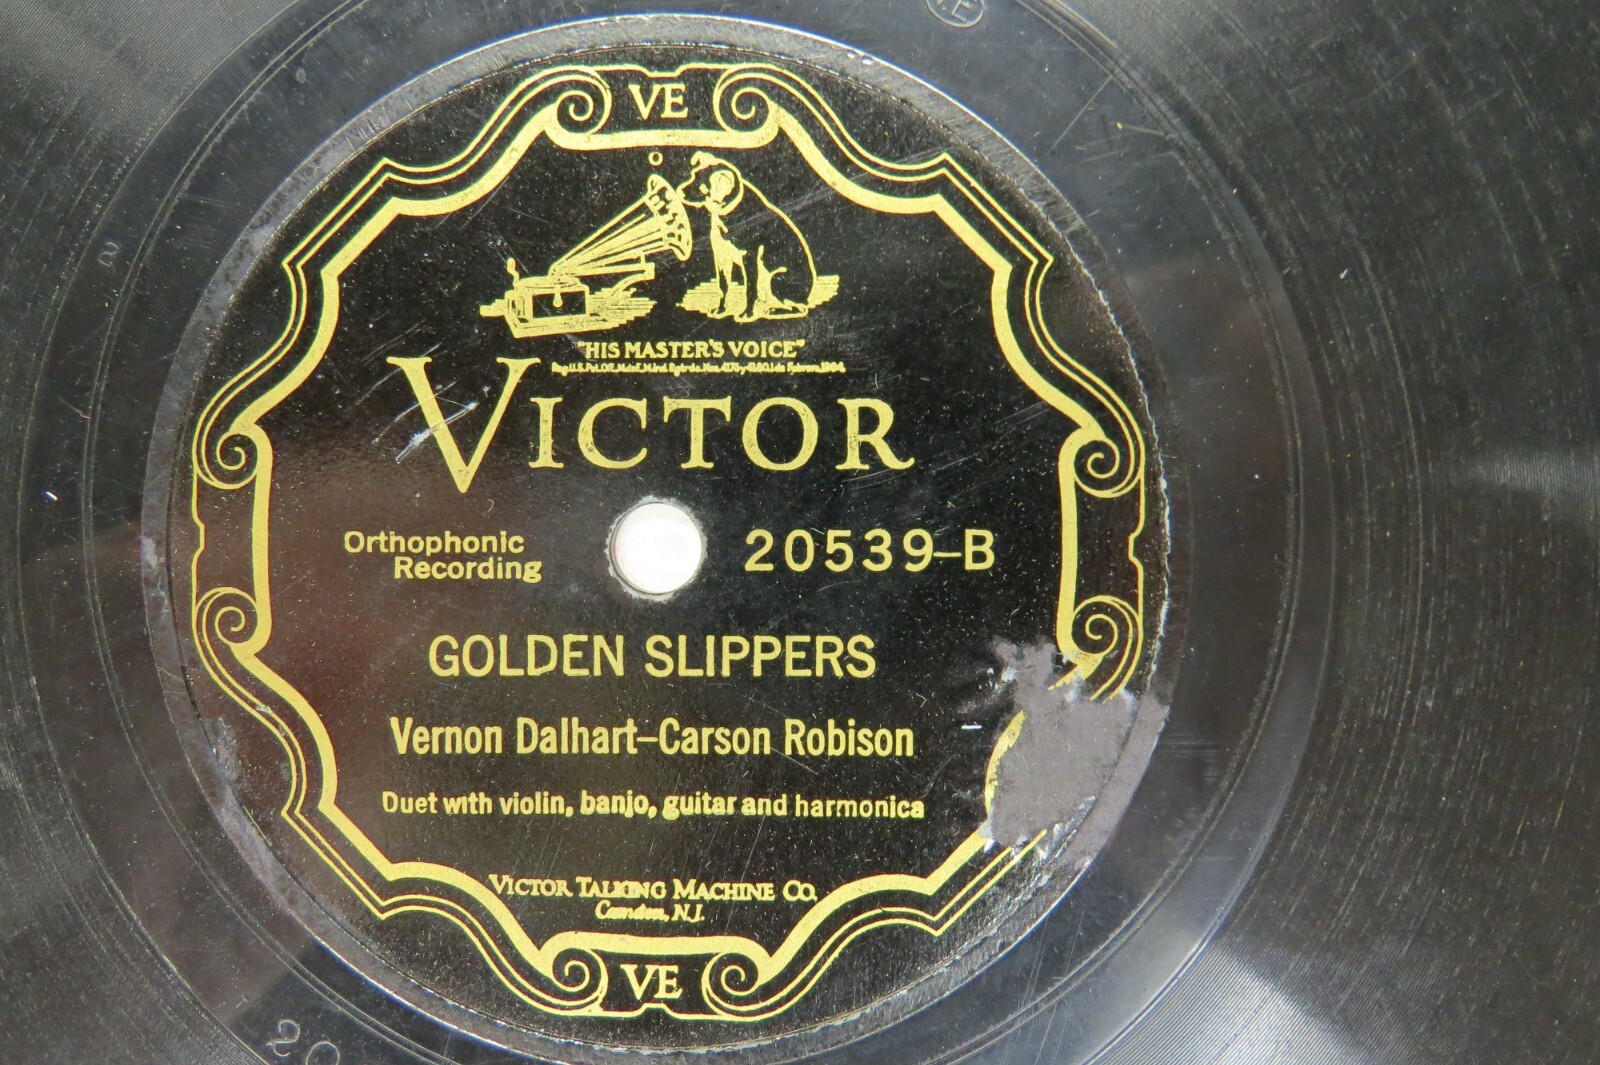 VE
"HIS MASTER'S VOICE"
VICTOR
Orthophonic
Recording
20539-B
GOLDEN SLIPPERS
Vernon Dalhart-Carson Robison
Duet with violin, banjo, guitar and harmonica
VICTOR TALKING MACHINE CO.
Camden, N.J.
VE
20